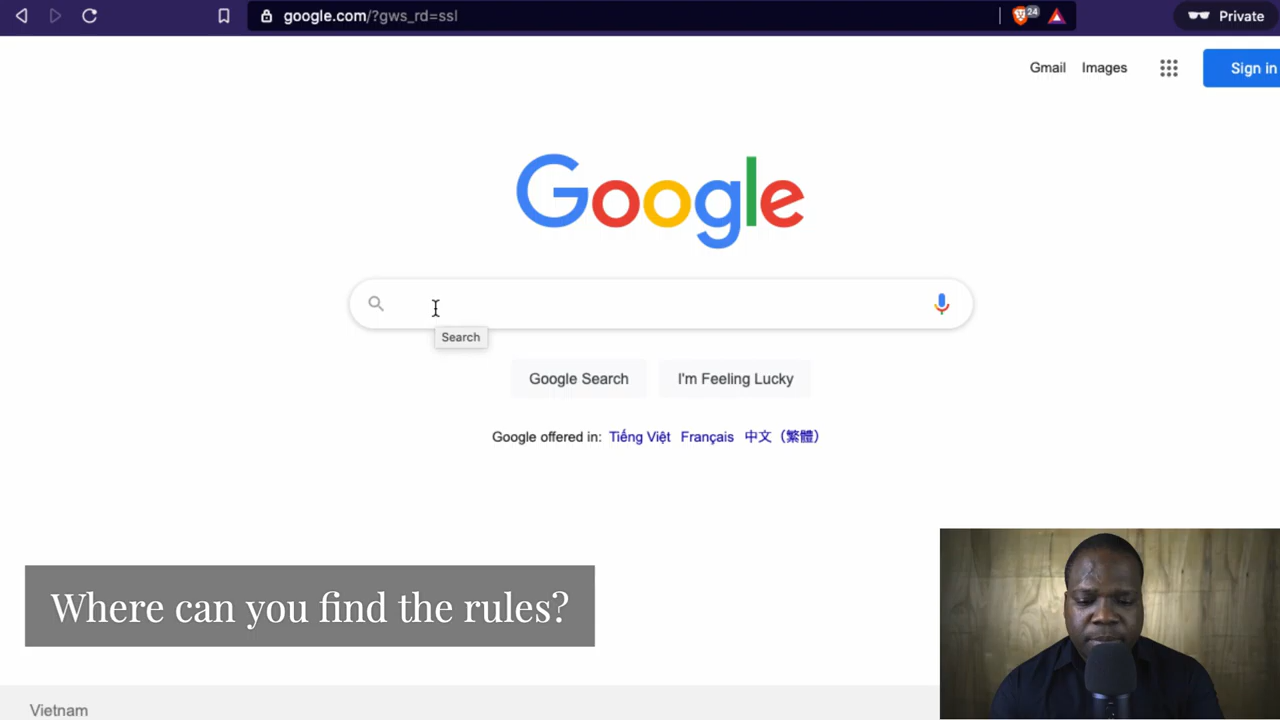 google.com/?gws_rd=ssl
24
Private
Gmail Images
Sign in
Google
Search
Google Search I'm Feeling Lucky
Google offered in: Tiếng Việt Français 中文（繁體）
Where can you find the rules?
Vietnam